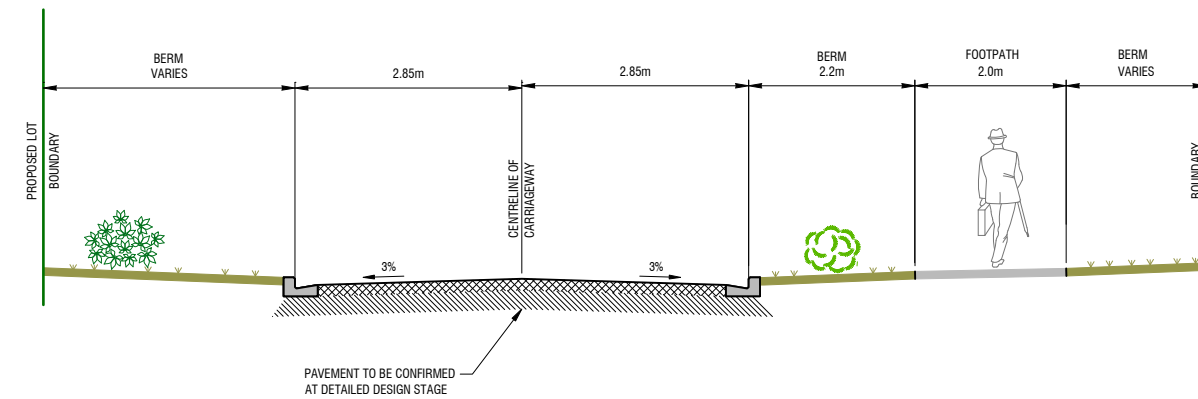 BERM
VARIES
2.85m
2.85m
BERM
2.2m
FOOTPATH
2.0m
BERM
VARIES
PROPOSED LOT
BOUNDARY
CENTRELINE OF
CARRIAGEWAY
BOUNDARY
3%
3%
PAVEMENT TO BE CONFIRMED
AT DETAILED DESIGN STAGE